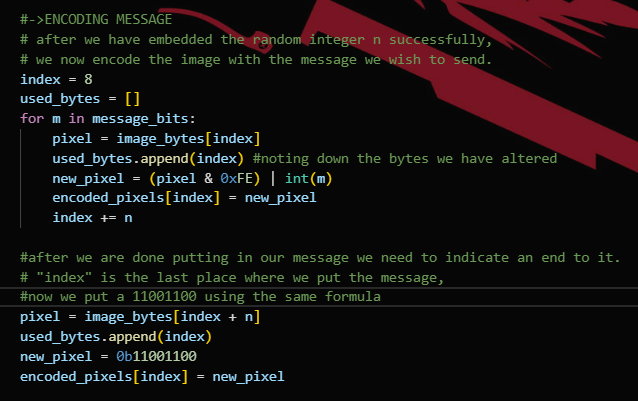 #->ENCODING MESSAGE
# after we have embedded the random integer n successfully,
# we now encode the image with the message we wish to send.
index = 8
used_bytes = []
for m in message_bits:
    pixel = image_bytes[index]
    used_bytes.append(index) #noting down the bytes we have altered
    new_pixel = (pixel & 0xFE) | int(m)
    encoded_pixels[index] = new_pixel
    index += n
#after we are done putting in our message we need to indicate an end to it.
# "index" is the last place where we put the message,
#now we put a 11001100 using the same formula
pixel = image_bytes[index + n]
used_bytes.append(index)
new_pixel = 0b11001100
encoded_pixels[index] = new_pixel